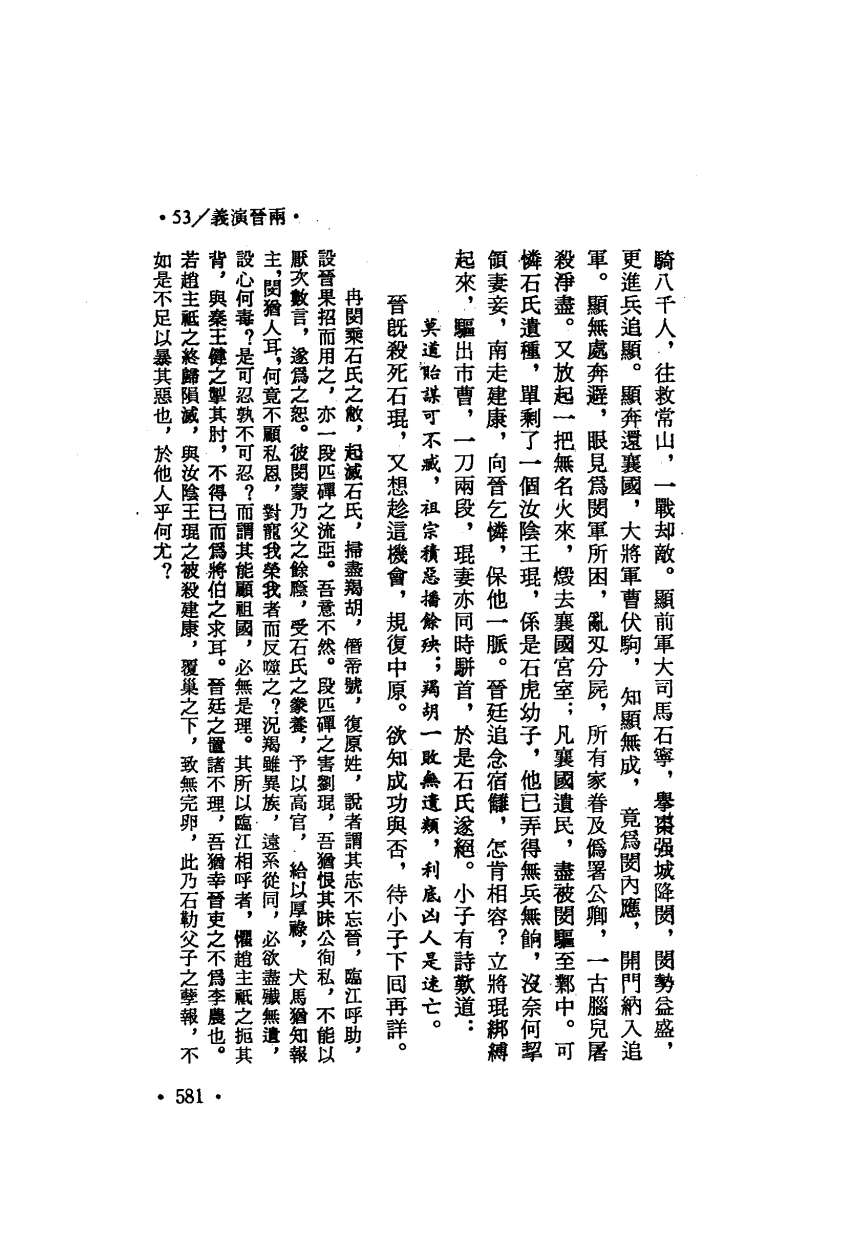 ・53／義演晉兩・
騎八千人，往救常山，一戰却敵。顯前軍大司馬石寧，舉棗强城降閔，閔勢益盛，
更進兵追顯。顯奔還襄國，大將軍曹伏駒，知顯無成，竟爲閔內應，開門納入追
軍。顯無處奔避，眼見爲閔軍所困，亂刄分屍，所有家眷及僞署公卿，一古腦兒屠
殺淨盡。又放起一把無名火來，燬去襄國宮室；凡襄國遺民，盡被閔驅至鄴中。可
憐石氏遺種，單剩了一個汝陰王琨，係是石虎幼子，他已弄得無兵無餉，沒奈何挈
領妻妾，南走建康，向晉乞憐，保他一脈。晉廷追念宿讎，怎肯相容？立將琨綁縛
起來，驅出市曹，一刀兩段，琨妻亦同時駢首，於是石氏遂絕。小子有詩歎道：
莫道貽謀可不臧，祖宗積惡播餘殃；羯胡一敗無遺類，利底凶人是速亡。
晉旣殺死石琨，又想趁這機會，規復中原。欲知成功與否，待小子下回再詳。
冉閔乘石氏之敝，起滅石氏，掃盡羯胡，僭帝號，復原姓，說者謂其志不忘晉，臨江呼助，
設晉果招而用之，亦一段匹磾之流亞。吾意不然。段匹磾之害劉琨，吾猶恨其昧公徇私，不能以
厭次數言，遂爲之恕。彼閔蒙乃父之餘廕，受石氏之豢養，予以高官，給以厚祿，犬馬猶知報
主，閔猶人耳，何竟不顧私恩，對寵我榮我者而反噬之？況羯雖異族，遠系從同，必欲盡殲無遺，
設心何毒？是可忍孰不可忍？而謂其能顧祖國，必無是理。其所以臨江相呼者，懼趙主祇之扼其
背，與秦王健之掣其肘，不得已而爲將伯之求耳。晉廷之置諸不理，吾猶幸晉吏之不爲李農也。
若趙主祇之終歸隕滅，與汝陰王琨之被殺建康，覆巢之下，致無完卵，此乃石勒父子之孽報，不
如是不足以暴其惡也，於他人乎何尤？
・581・